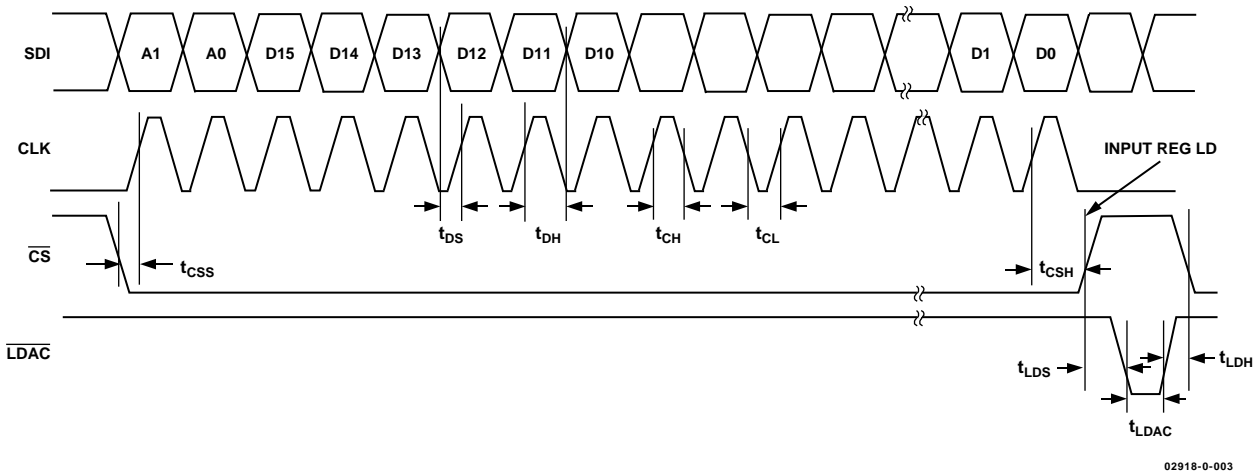 SDI A1 A0 D15 D14 D13 D12 D11 D10 D1 D0
CLK
INPUT REG LD
tDS tDH tCH tCL
CS
tCSS tCSH
LDAC
tLDS tLDH
tLDAC
02918-0-003